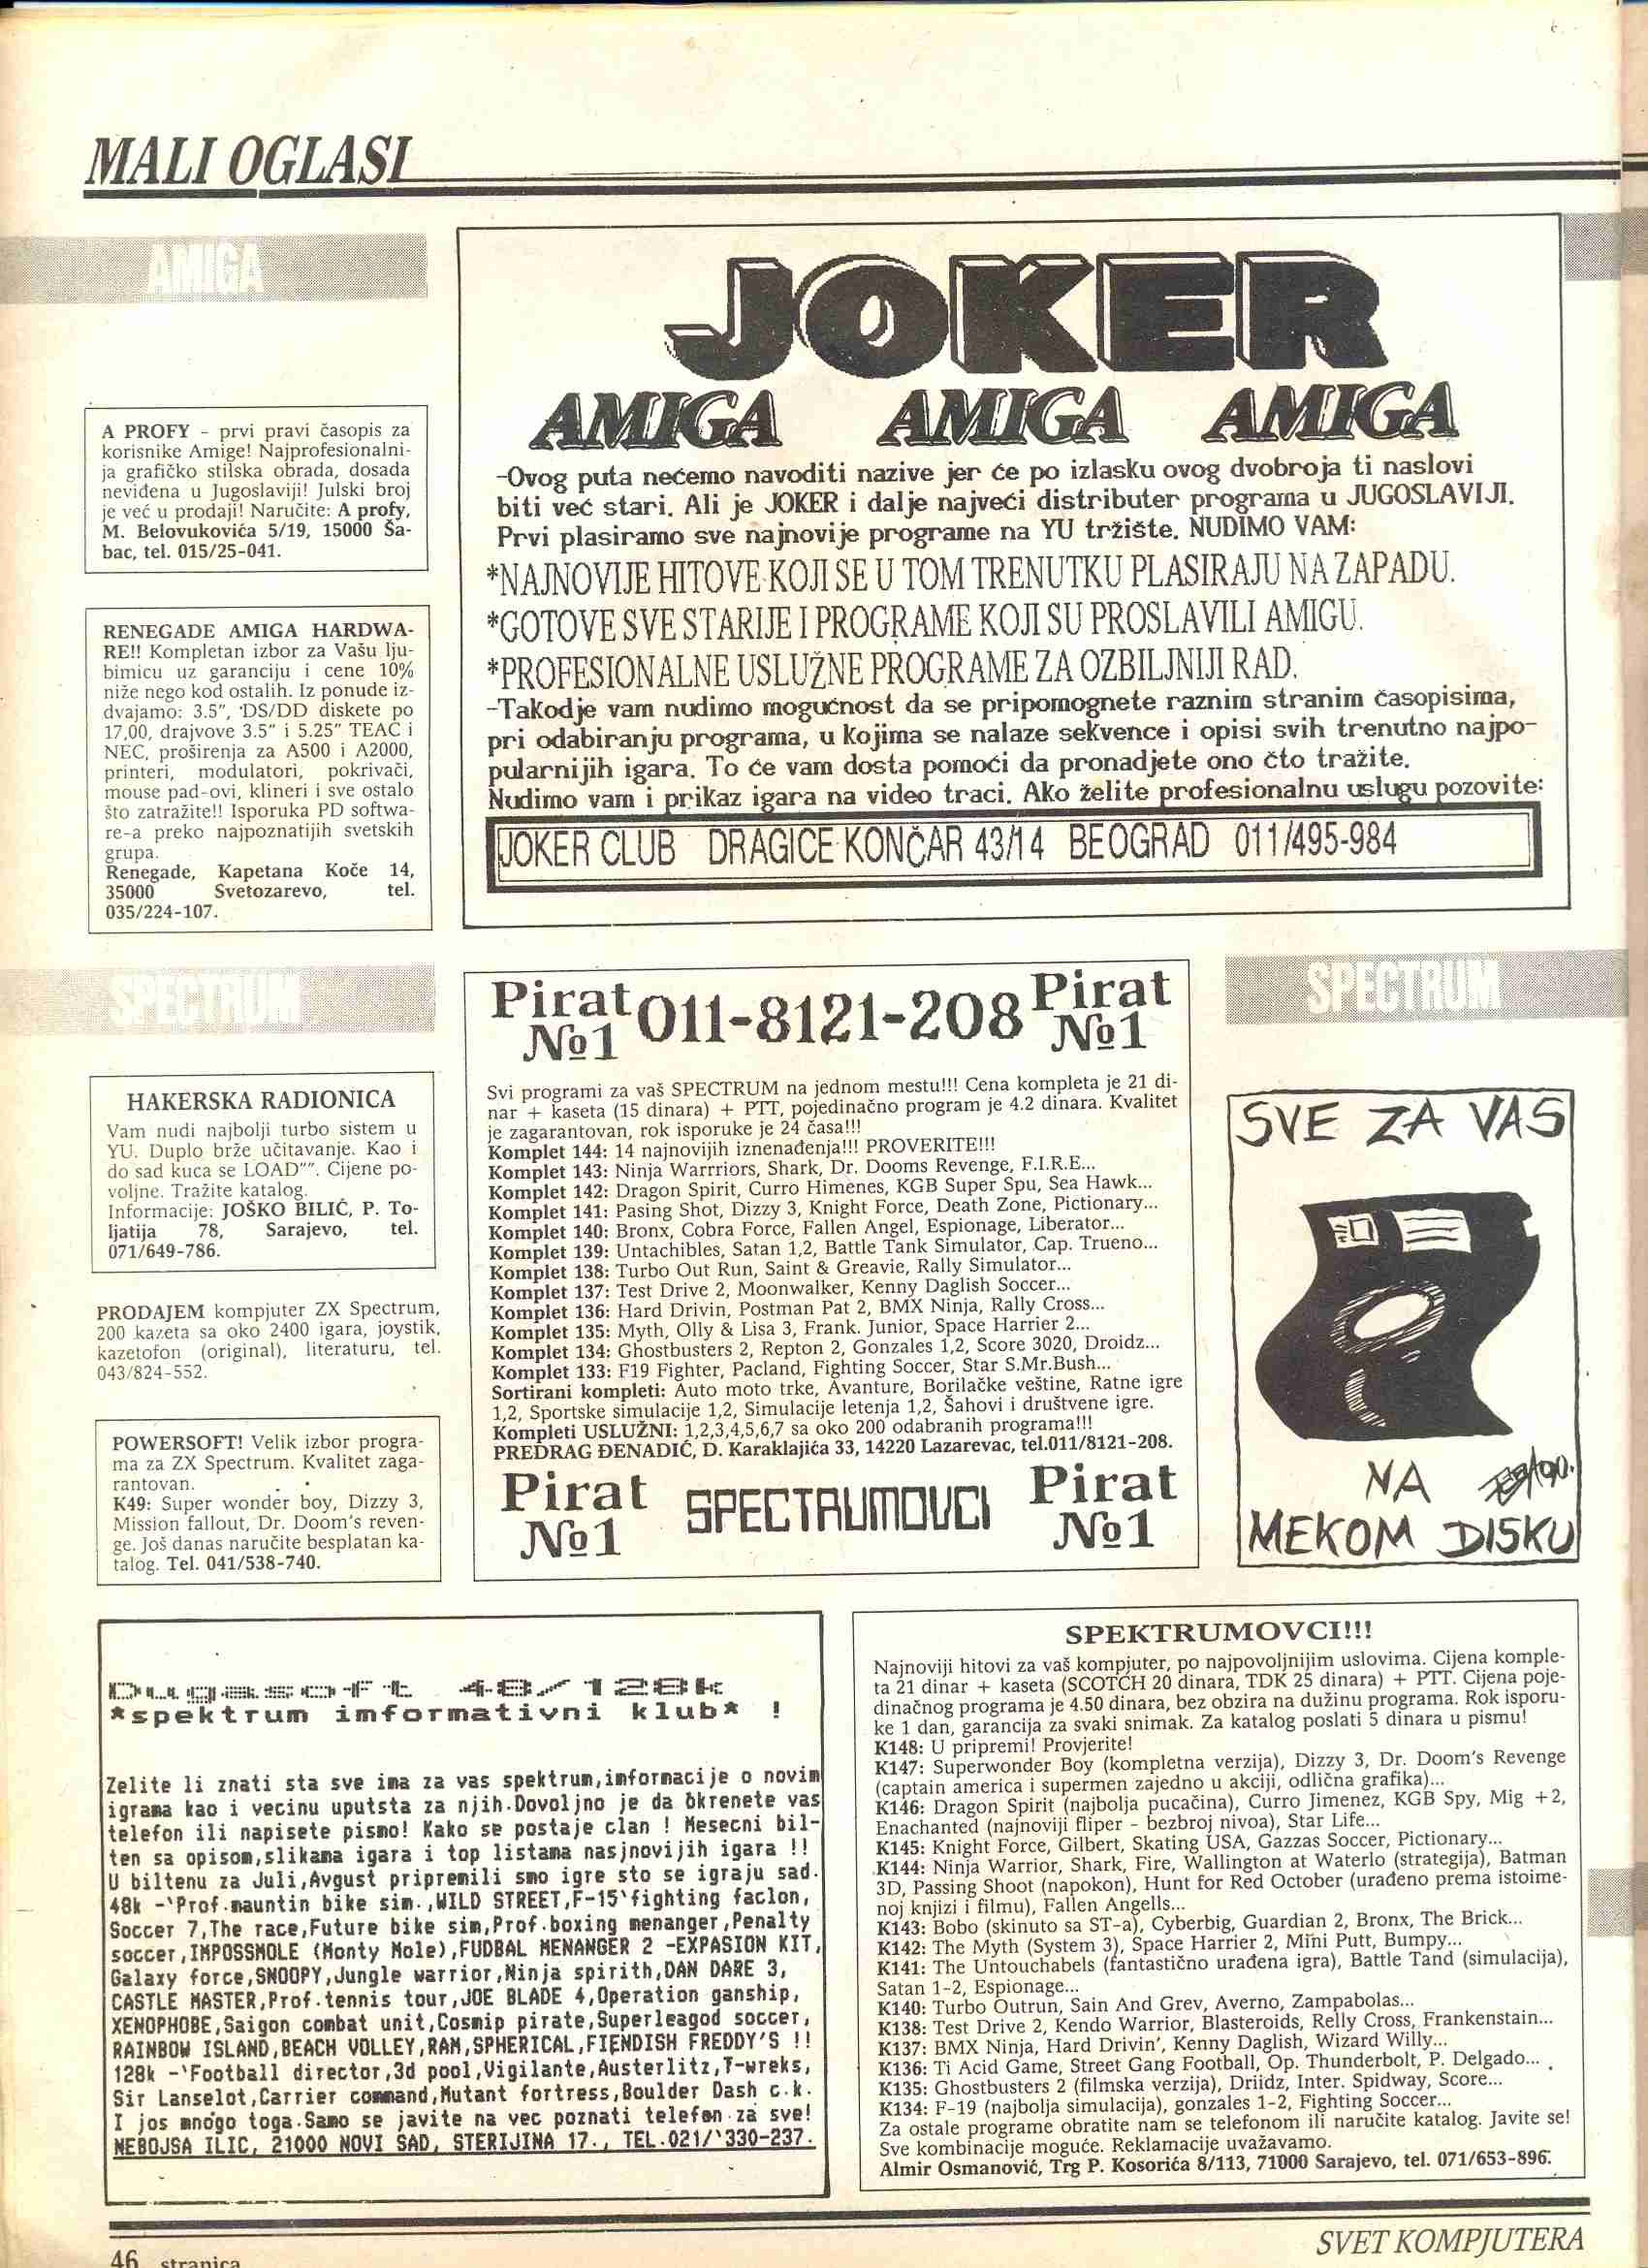 MALI OGLASI
AMIGA
A PROFY – prvi pravi časopis za
korisnike Amige! Najprofesionalni-
ja grafičko stilska obrada, dosada
neviđena u Jugoslaviji! Julski broj
je već u prodaji! Naručite: A profy,
M. Belovukovića 5/19, 15000 Ša-
bac, tel. 015/25-041.
RENEGADE AMIGA HARDWA-
RE!! Kompletan izbor za Vašu lju-
bimicu uz garanciju i cene 10%
niže nego kod ostalih. Iz ponude iz-
dvajamo: 3.5", DS/DD diskete po
17,00, drajvove 3.5" i 5.25" TEAC i
NEC, proširenja za A500 i A2000,
printeri, modulatori, pokrivači,
mouse pad-ovi, klineri i sve ostalo
što zatražite!! Isporuka PD softwa-
re-a preko najpoznatijih svetskih
grupa.
Renegade, Kapetana Koče 14,
35000 Svetozarevo, tel.
035/224-107.
JOKER
AMIGA AMIGA AMIGA
-Ovog puta nećemo navoditi nazive jer će po izlasku ovog dvobroja ti naslovi
biti već stari. Ali je JOKER i dalje najveći distributer programa u JUGOSLAVIJI.
Prvi plasiramo sve najnovije programe na YU tržište. NUDIMO VAM:
*NAJNOVIJE HITOVE KOJI SE U TOM TRENUTKU PLASIRAJU NA ZAPADU.
*GOTOVE SVE STARIJE I PROGRAME KOJI SU PROSLAVILI AMIGU.
*PROFESIONALNE USLUŽNE PROGRAME ZA OZBILJNIJI RAD.
-Takodje vam nudimo mogućnost da se pripomognete raznim stranim časopisima,
pri odabiranju programa, u kojima se nalaze sekvence i opisi svih trenutno najpo-
pularnijih igara. To će vam dosta pomoći da pronadjete ono čto tražite.
Nudimo vam i prikaz igara na video traci. Ako želite profesionalnu uslugu pozovite:
JOKER CLUB DRAGICE KONČAR 43/14 BEOGRAD 011/495-984
SPECTRUM
HAKERSKA RADIONICA
Vam nudi najbolji turbo sistem u
YU. Duplo brže učitavanje. Kao i
do sad kuca se LOAD"". Cijene po-
voljne. Tražite katalog.
Informacije: JOŠKO BILIĆ, P. To-
ljatija 78, Sarajevo, tel.
071/649-786.
PRODAJEM kompjuter ZX Spectrum,
200 kazeta sa oko 2400 igara, joystik,
kazetofon (original), literaturu, tel.
043/824-552.
POWERSOFT! Velik izbor progra-
ma za ZX Spectrum. Kvalitet zaga-
rantovan.
K49: Super wonder boy, Dizzy 3,
Mission fallout, Dr. Doom's reven-
ge. Još danas naručite besplatan ka-
talog. Tel. 041/538-740.
Pirat №1 011-8121-208 Pirat №1
Svi programi za vaš SPECTRUM na jednom mestu!!! Cena kompleta je 21 di-
nar + kaseta (15 dinara) + PTT, pojedinačno program je 4.2 dinara. Kvalitet
je zagarantovan, rok isporuke je 24 časa!!!
Komplet 144: 14 najnovijih iznenađenja!!! PROVERITE!!!
Komplet 143: Ninja Warrriors, Shark, Dr. Dooms Revenge, F.I.R.E...
Komplet 142: Dragon Spirit, Curro Himenes, KGB Super Spu, Sea Hawk...
Komplet 141: Pasing Shot, Dizzy 3, Knight Force, Death Zone, Pictionary...
Komplet 140: Bronx, Cobra Force, Fallen Angel, Espionage, Liberator...
Komplet 139: Untachibles, Satan 1,2, Battle Tank Simulator, Cap. Trueno...
Komplet 138: Turbo Out Run, Saint & Greavie, Rally Simulator...
Komplet 137: Test Drive 2, Moonwalker, Kenny Daglish Soccer...
Komplet 136: Hard Drivin, Postman Pat 2, BMX Ninja, Rally Cross...
Komplet 135: Myth, Olly & Lisa 3, Frank. Junior, Space Harrier 2...
Komplet 134: Ghostbusters 2, Repton 2, Gonzales 1,2, Score 3020, Droidz...
Komplet 133: F19 Fighter, Pacland, Fighting Soccer, Star S.Mr.Bush...
Sortirani kompleti: Auto moto trke, Avanture, Borilačke veštine, Ratne igre
1,2, Sportske simulacije 1,2, Simulacije letenja 1,2, Šahovi i društvene igre.
Kompleti USLUŽNI: 1,2,3,4,5,6,7 sa oko 200 odabranih programa!!!
PREDRAG ĐENADIĆ, D. Karaklajića 33, 14220 Lazarevac, tel.011/8121-208.
Pirat №1 SPECTRUMOVCI Pirat №1
SPECTRUM
SVE ZA VAS
NA
MEKOM DISKU
Dugasoft 48/128k
*spektrum imformativni klub* !
Zelite li znati sta sve ima za vas spektrum,imformacije o novim
igrama kao i vecinu uputsta za njih.Dovoljno je da okrenete vas
telefon ili napisete pismo! Kako se postaje clan ! Mesecni bil-
ten sa opisom,slikama igara i top listama nasjnovijih igara !!
U biltenu za Juli,Avgust pripremili smo igre sto se igraju sad.
48k -`Prof.mauntin bike sim.,WILD STREET,F-15`fighting faclon,
Soccer 7,The race,Future bike sim,Prof.boxing menanger,Penalty
soccer,IMPOSSMOLE (Monty Mole),FUDBAL MENANGER 2 -EXPASION KIT,
Galaxy force,SNOOPY,Jungle warrior,Ninja spirith,DAN DARE 3,
CASTLE MASTER,Prof.tennis tour,JOE BLADE 4,Operation ganship,
XENOPHOBE,Saigon combat unit,Cosmip pirate,Superleagod soccer,
RAINBOW ISLAND,BEACH VOLLEY,RAM,SPHERICAL,FIENDISH FREDDY'S !!
128k -`Football director,3d pool,Vigilante,Austerlitz,T-wreks,
Sir Lanselot,Carrier command,Mutant fortress,Boulder Dash c.k.
I jos mnogo toga.Samo se javite na vec poznati telefon za sve!
NEBOJSA ILIC, 21000 NOVI SAD, STERIJINA 17., TEL.021/`330-237.
SPEKTRUMOVCI!!!
Najnoviji hitovi za vaš kompjuter, po najpovoljnijim uslovima. Cijena komple-
ta 21 dinar + kaseta (SCOTCH 20 dinara, TDK 25 dinara) + PTT. Cijena poje-
dinačnog programa je 4.50 dinara, bez obzira na dužinu programa. Rok isporu-
ke 1 dan, garancija za svaki snimak. Za katalog poslati 5 dinara u pismu!
K148: U pripremi! Provjerite!
K147: Superwonder Boy (kompletna verzija), Dizzy 3, Dr. Doom's Revenge
(captain america i supermen zajedno u akciji, odlična grafika)...
K146: Dragon Spirit (najbolja pucačina), Curro Jimenez, KGB Spy, Mig +2,
Enachanted (najnoviji fliper – bezbroj nivoa), Star Life...
K145: Knight Force, Gilbert, Skating USA, Gazzas Soccer, Pictionary...
K144: Ninja Warrior, Shark, Fire, Wallington at Waterlo (strategija), Batman
3D, Passing Shoot (napokon), Hunt for Red October (urađeno prema istoime-
noj knjizi i filmu), Fallen Angells...
K143: Bobo (skinuto sa ST-a), Cyberbig, Guardian 2, Bronx, The Brick...
K142: The Myth (System 3), Space Harrier 2, Mini Putt, Bumpy...
K141: The Untouchabels (fantastično urađena igra), Battle Tand (simulacija),
Satan 1-2, Espionage...
K140: Turbo Outrun, Sain And Grev, Averno, Zampabolas...
K138: Test Drive 2, Kendo Warrior, Blasteroids, Relly Cross, Frankenstain...
K137: BMX Ninja, Hard Drivin', Kenny Daglish, Wizard Willy...
K136: Ti Acid Game, Street Gang Football, Op. Thunderbolt, P. Delgado...
K135: Ghostbusters 2 (filmska verzija), Driidz, Inter. Spidway, Score...
K134: F-19 (najbolja simulacija), gonzales 1-2, Fighting Soccer...
Za ostale programe obratite nam se telefonom ili naručite katalog. Javite se!
Sve kombinacije moguće. Reklamacije uvažavamo.
Almir Osmanović, Trg P. Kosorića 8/113, 71000 Sarajevo, tel. 071/653-896.
SVET KOMPJUTERA
46 stranica